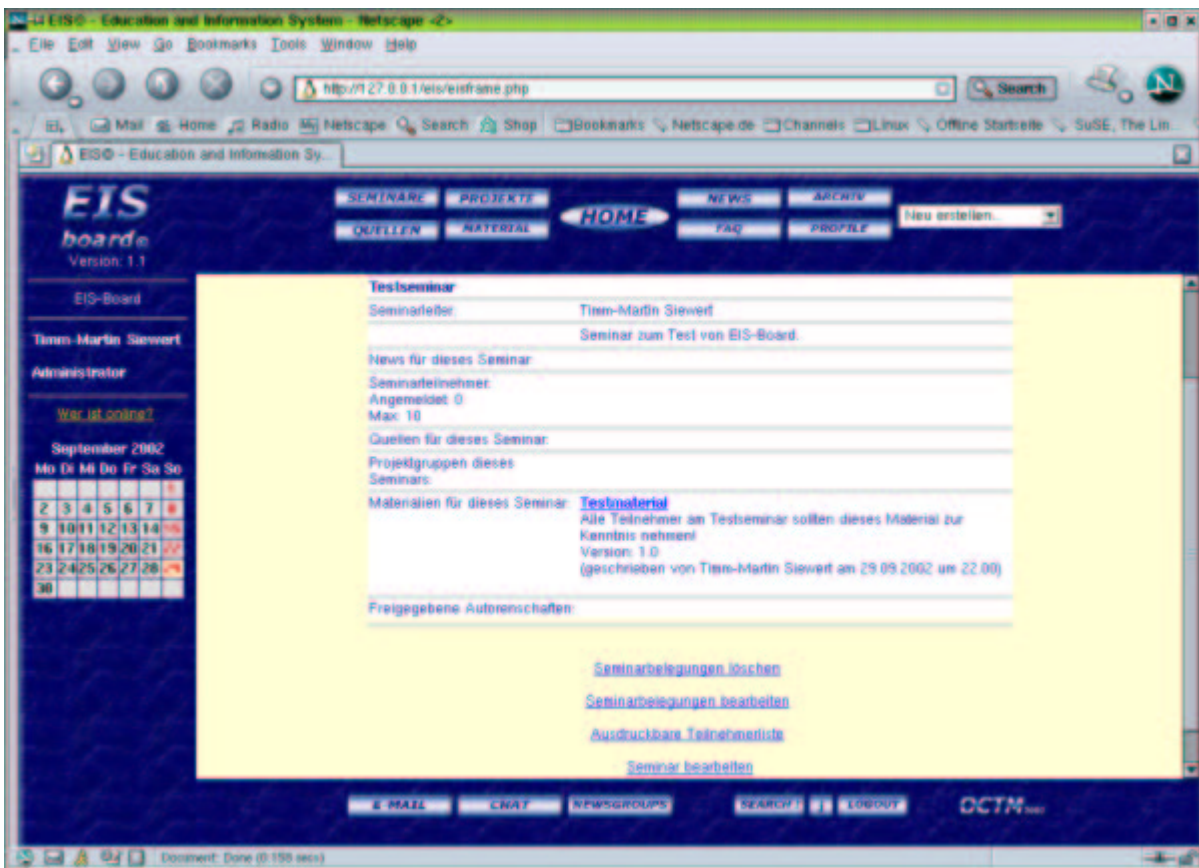 EIS© - Education and Information System - Netscape <2>
File Edit View Go Bookmarks Tools Window Help
http://127.0.0.1/eis/eisframe.php
Search
Mail Home Radio Netscape Search Shop Bookmarks Netscape.de Channels Linux Offline Startseite SuSE, The Lin...
EIS© - Education and Information Sy...
EIS
board©
Version: 1.1
SEMINARE PROJEKTE HOME NEWS ARCHIV
QUELLEN MATERIAL FAQ PROFILE
Neu erstellen...
EIS-Board
Timm-Martin Siewert
Administrator
Wer ist online?
September 2002
Mo Di Mi Do Fr Sa So
1
2 3 4 5 6 7 8
9 10 11 12 13 14 15
16 17 18 19 20 21 22
23 24 25 26 27 28 29
30
Testseminar
Seminarleiter: Timm-Martin Siewert
Seminar zum Test von EIS-Board.
News für dieses Seminar
Seminarteilnehmer:
Angemeldet: 0
Max: 10
Quellen für dieses Seminar:
Projektgruppen dieses
Seminars:
Materialien für dieses Seminar: Testmaterial
Alle Teilnehmer am Testseminar sollten dieses Material zur
Kenntnis nehmen!
Version: 1.0
(geschrieben von Timm-Martin Siewert am 29.09.2002 um 22:00)
Freigegebene Autorenschaften:
Seminarbelegungen löschen
Seminarbelegungen bearbeiten
Ausdruckbare Teilnehmerliste
Seminar bearbeiten
E-MAIL CHAT NEWSGROUPS SEARCH! i LOGOUT OCTM
Document: Done (0.158 secs)